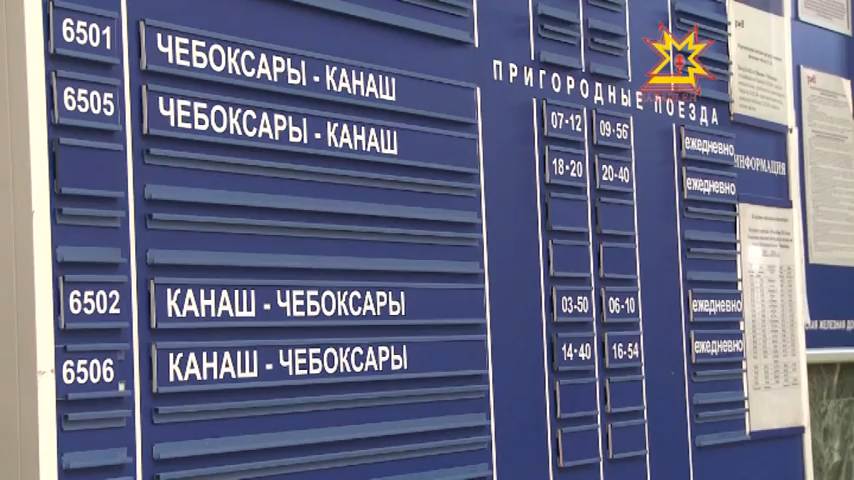 ПРИГОРОДНЫЕ ПОЕЗДА
6501 ЧЕБОКСАРЫ - КАНАШ 07-12 09-56 ежедневно
6505 ЧЕБОКСАРЫ - КАНАШ 18-20 20-40 ежедневно
6502 КАНАШ - ЧЕБОКСАРЫ 03-50 06-10 ежедневно
6506 КАНАШ - ЧЕБОКСАРЫ 14-40 16-54 ежедневно
ИНФОРМАЦИЯ